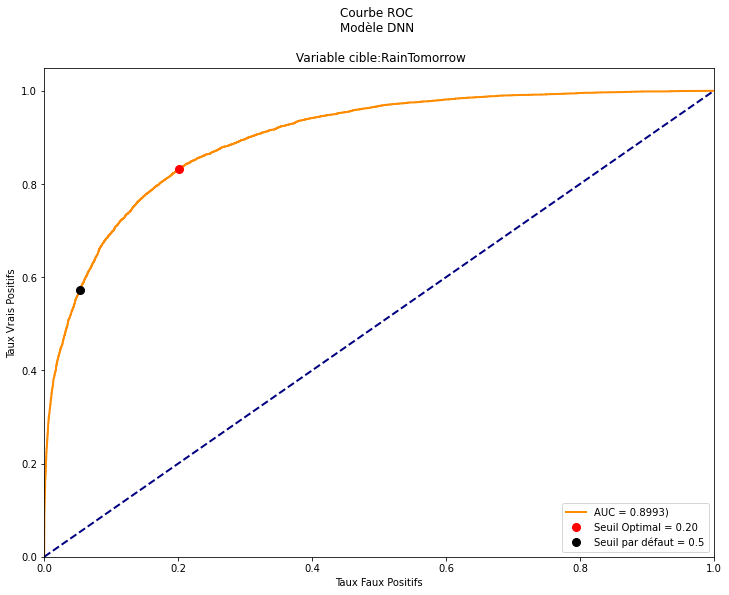 Courbe ROC
Modèle DNN
Variable cible:RainTomorrow
Taux Vrais Positifs
1.0
0.8
0.6
0.4
0.2
0.0
0.0 0.2 0.4 0.6 0.8 1.0
Taux Faux Positifs
AUC = 0.8993)
Seuil Optimal = 0.20
Seuil par défaut = 0.5